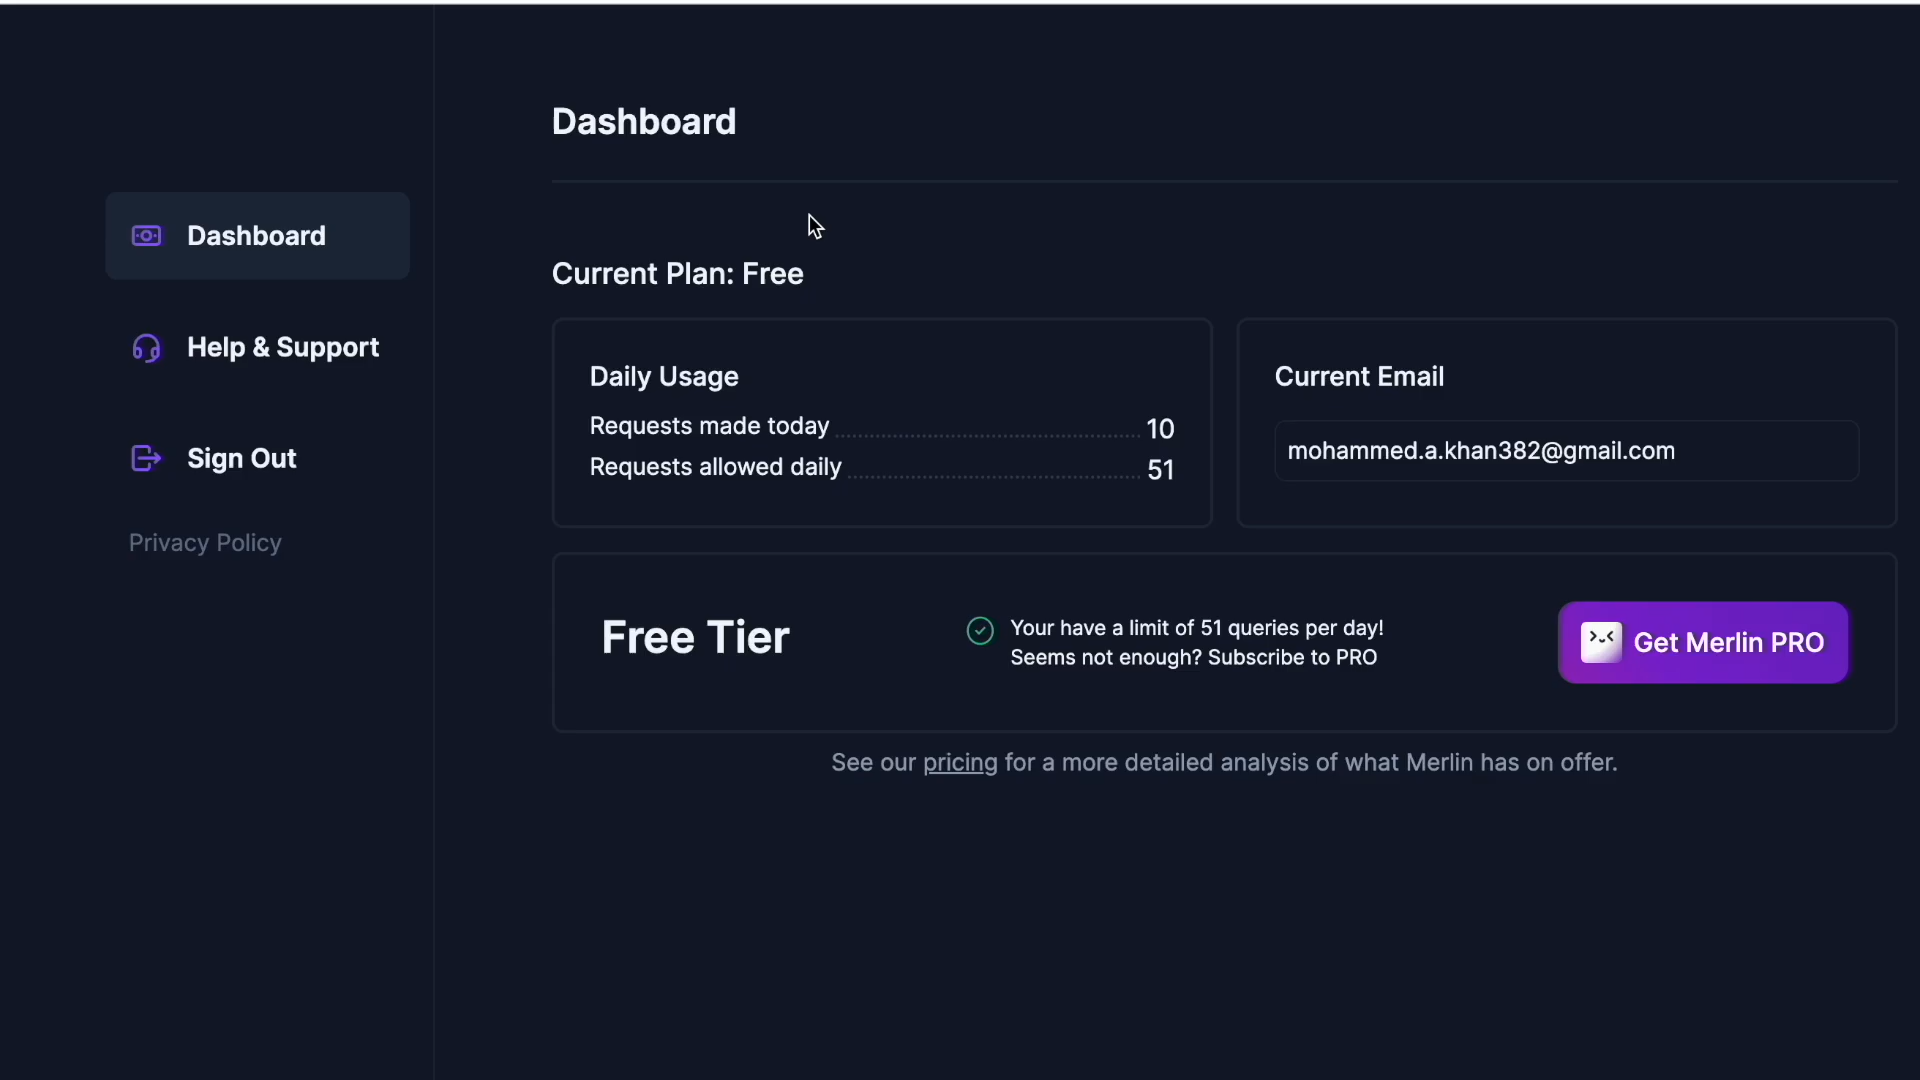 Dashboard
Dashboard
Help & Support
Sign Out
Privacy Policy
Current Plan: Free
Daily Usage
Requests made today 10
Requests allowed daily 51
Current Email
mohammed.a.khan382@gmail.com
Free Tier
Your have a limit of 51 queries per day!
Seems not enough? Subscribe to PRO
Get Merlin PRO
See our pricing for a more detailed analysis of what Merlin has on offer.